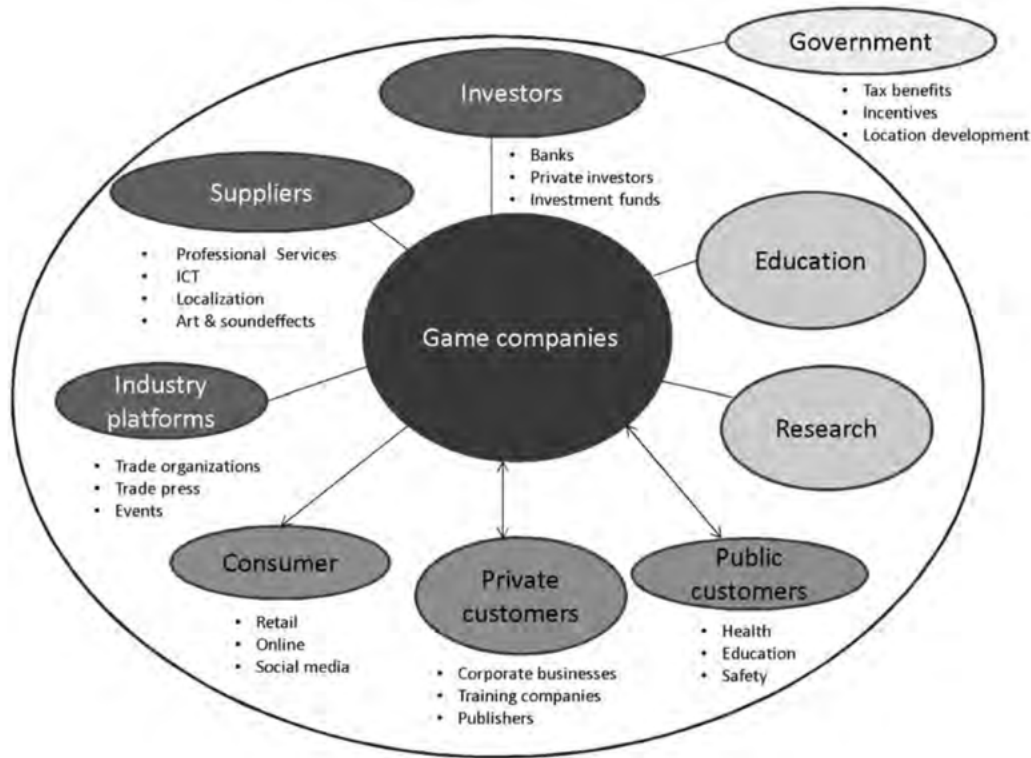 Government
• Tax benefits
• Incentives
• Location development
Investors
• Banks
• Private investors
• Investment funds
Suppliers
• Professional Services
• ICT
• Localization
• Art & soundeffects
Education
Game companies
Industry
platforms
• Trade organizations
• Trade press
• Events
Research
Consumer
• Retail
• Online
• Social media
Private
customers
• Corporate businesses
• Training companies
• Publishers
Public
customers
• Health
• Education
• Safety